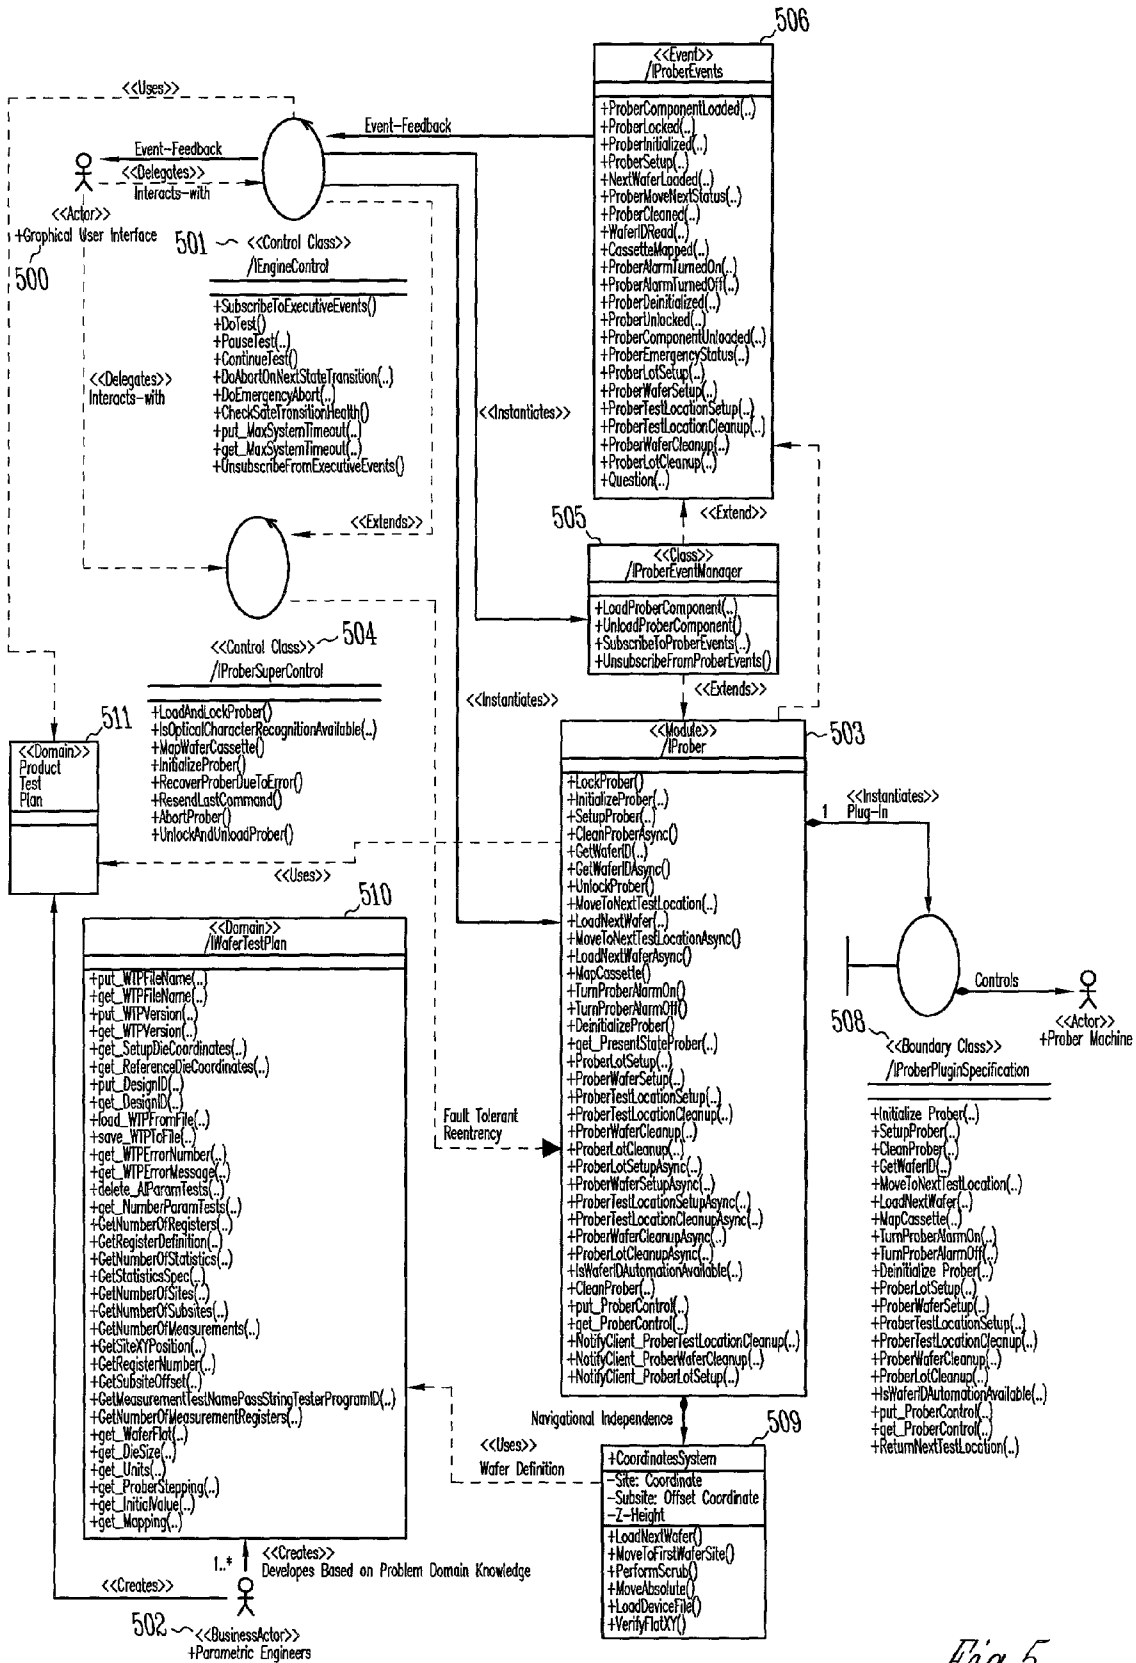 506
<<Event>>
/IProberEvents
+ProberComponentLoaded(..)
+ProberLocked(..)
+ProberInitialized(..)
+ProberSetup(..)
+NextWaferLoaded(..)
+ProberMoveNextStatus(..)
+ProberCleaned(..)
+WaferIDRead(..)
+CassetteMapped(..)
+ProberAlarmTurnedOn(..)
+ProberAlarmTurnedOff(..)
+ProberDeinitialized(..)
+ProberUnlocked(..)
+ProberComponentUnloaded(..)
+ProberEmergencyStatus(..)
+ProberLotSetup(..)
+ProberWaferSetup(..)
+ProberTestLocationSetup(..)
+ProberTestLocationCleanup(..)
+ProberWaferCleanup(..)
+ProberLotCleanup(..)
+Question(..)
<<Uses>>
Event-Feedback
Event-Feedback
<<Delegates>>
Interacts-with
<<Actor>>
+Graphical User Interface
500
501
<<Control Class>>
/IEngineControl
+SubscribeToExecutiveEvents()
+DoTest()
+PauseTest(..)
+ContinueTest()
+DoAbortOnNextStateTransition(..)
+DoEmergencyAbort(..)
+CheckSateTransitionHealth()
+put_MaxSystemTimeout(..)
+get_MaxSystemTimeout(..)
+UnsubscribeFromExecutiveEvents()
<<Delegates>>
Interacts-with
<<Instantiates>>
<<Extends>>
<<Extend>>
505
<<Class>>
/IProberEventManager
+LoadProberComponent(..)
+UnloadProberComponent()
+SubscribeToProberEvents(..)
+UnsubscribeFromProberEvents()
<<Extends>>
<<Control Class>>
504
/IProberSuperControl
+LoadAndLockProber()
+IsOpticalCharacterRecognitionAvailable(..)
+MapWaferCassette()
+InitializeProber()
+RecoverProberDueToError()
+ResendLastCommand()
+AbortProber()
+UnlockAndUnloadProber()
<<Instantiates>>
511
<<Domain>>
Product
Test
Plan
<<Uses>>
503
<<Module>>
/IProber
+LockProber()
+InitializeProber(..)
+SetupProber(..)
+CleanProberAsync()
+GetWaferID(..)
+GetWaferIDAsync()
+UnlockProber()
+MoveToNextTestLocation(..)
+LoadNextWafer(..)
+MoveToNextTestLocationAsync()
+LoadNextWaferAsync()
+MapCassette()
+TurnProberAlarmOn()
+TurnProberAlarmOff()
+DeinitializeProber()
+get_PresentStateProber(..)
+ProberLotSetup(..)
+ProberWaferSetup(..)
+ProberTestLocationSetup(..)
+ProberTestLocationCleanup(..)
+ProberWaferCleanup(..)
+ProberLotCleanup(..)
+ProberLotSetupAsync(..)
+ProberWaferSetupAsync(..)
+ProberTestLocationSetupAsync(..)
+ProberTestLocationCleanupAsync(..)
+ProberWaferCleanupAsync(..)
+ProberLotCleanupAsync(..)
+IsWaferIDAutomationAvailable(..)
+CleanProber(..)
+put_ProberControl(..)
+get_ProberControl(..)
+NotifyClient_ProberTestLocationCleanup(..)
+NotifyClient_ProberWaferCleanup(..)
+NotifyClient_ProberLotSetup(..)
<<Instantiates>>
1 Plug-In
Controls
<<Actor>>
+Prober Machine
508
<<Boundary Class>>
/IProberPluginSpecification
+Initialize Prober(..)
+SetupProber(..)
+CleanProber(..)
+GetWaferID(..)
+MoveToNextTestLocation(..)
+LoadNextWafer(..)
+MapCassette(..)
+TurnProberAlarmOn(..)
+TurnProberAlarmOff(..)
+Deinitialize Prober(..)
+ProberLotSetup(..)
+ProberWaferSetup(..)
+ProberTestLocationSetup(..)
+ProberTestLocationCleanup(..)
+ProberWaferCleanup(..)
+ProberLotCleanup(..)
+IsWaferIDAutomationAvailable(..)
+put_ProberControl(..)
+get_ProberControl(..)
+ReturnNextTestLocation(..)
510
<<Domain>>
/IWaferTestPlan
+put_WTPFileName(..)
+get_WTPFileName(..)
+put_WTPVersion(..)
+get_WTPVersion(..)
+get_SetupDieCoordinates(..)
+get_ReferenceDieCoordinates(..)
+put_DesignID(..)
+get_DesignID(..)
+load_WTPFromFile(..)
+save_WTPToFile(..)
+get_WTPErrorNumber(..)
+get_WTPErrorMessage(..)
+delete_AlParamTests(..)
+get_NumberParamTests(..)
+GetNumberOfRegisters(..)
+GetRegisterDefinition(..)
+GetNumberOfStatistics(..)
+GetStatisticsSpec(..)
+GetNumberOfSites(..)
+GetNumberOfSubsites(..)
+GetNumberOfMeasurements(..)
+GetSiteXYPosition(..)
+GetRegisterNumber(..)
+GetSubsiteOffset(..)
+GetMeasurementTestNamePassStringTesterProgramID(..)
+GetNumberOfMeasurementRegisters(..)
+get_WaferFlat(..)
+get_DieSize(..)
+get_Units(..)
+get_ProberStepping(..)
+get_InitialValue(..)
+get_Mapping(..)
Fault Tolerant
Reentrency
Navigational Independence
509
<<Uses>>
Wafer Definition
+CoordinatesSystem
-Site: Coordinate
-Subsite: Offset Coordinate
-Z-Height
+LoadNextWafer()
+MoveToFirstWaferSite()
+PerformScrub()
+MoveAbsolute()
+LoadDeviceFile()
+VerifyFlatXY()
1..* <<Creates>>
Developes Based on Problem Domain Knowledge
<<Creates>>
502
<<BusinessActor>>
+Parametric Engineers
Fig. 5